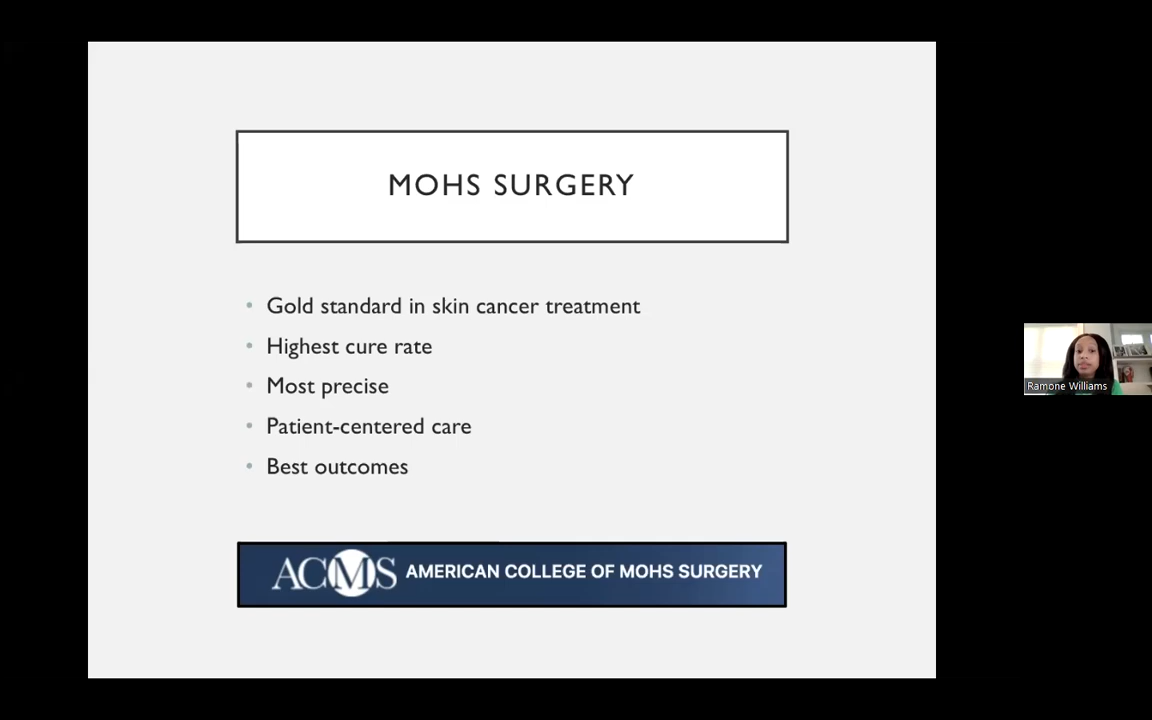 MOHS SURGERY
• Gold standard in skin cancer treatment
• Highest cure rate
• Most precise
• Patient-centered care
• Best outcomes
ACMS AMERICAN COLLEGE OF MOHS SURGERY
Ramone Williams